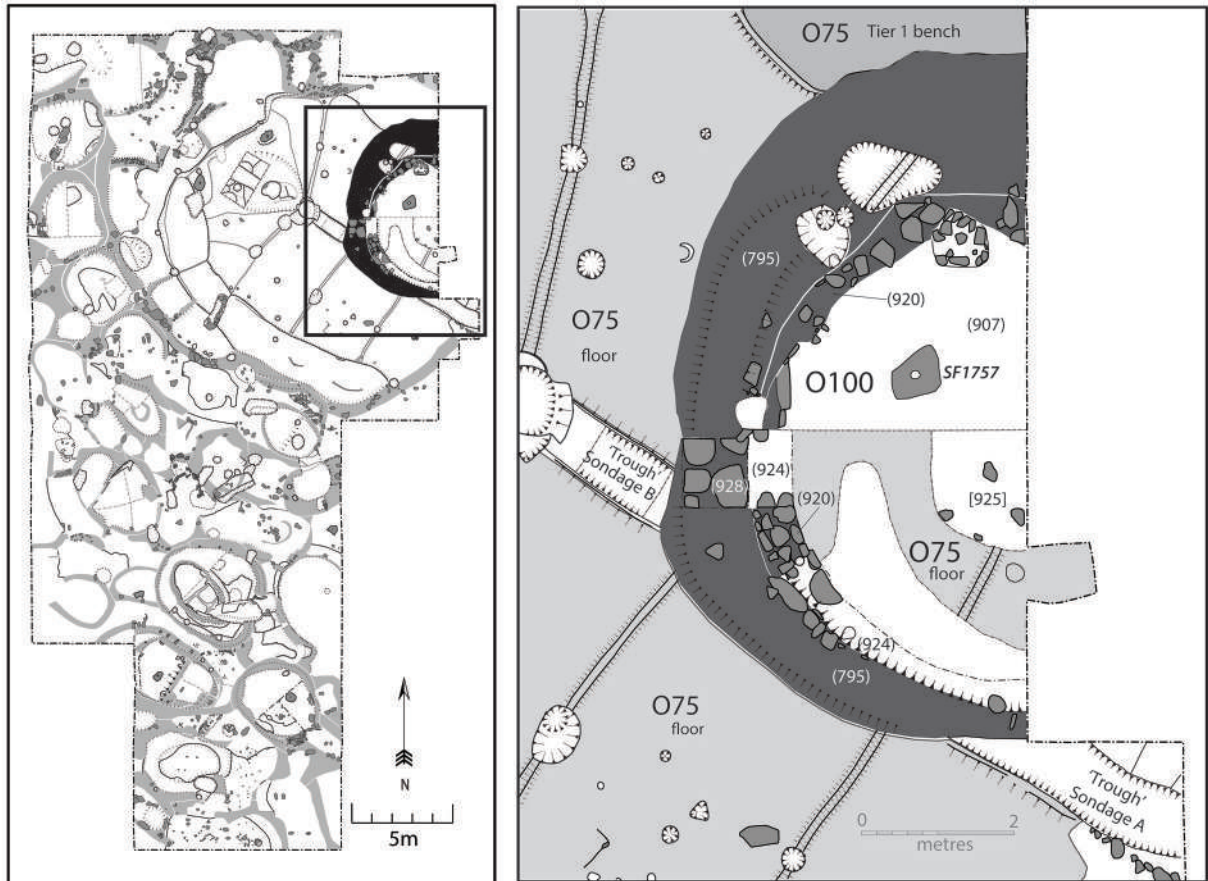 N
5m
O75 Tier 1 bench
(795)
(920)
O75
floor
(907)
O100
SF1757
'Trough'
Sondage B
(928)
(924)
(920)
[925]
O75
floor
(924)
(795)
O75
floor
'Trough'
Sondage A
0 2
metres